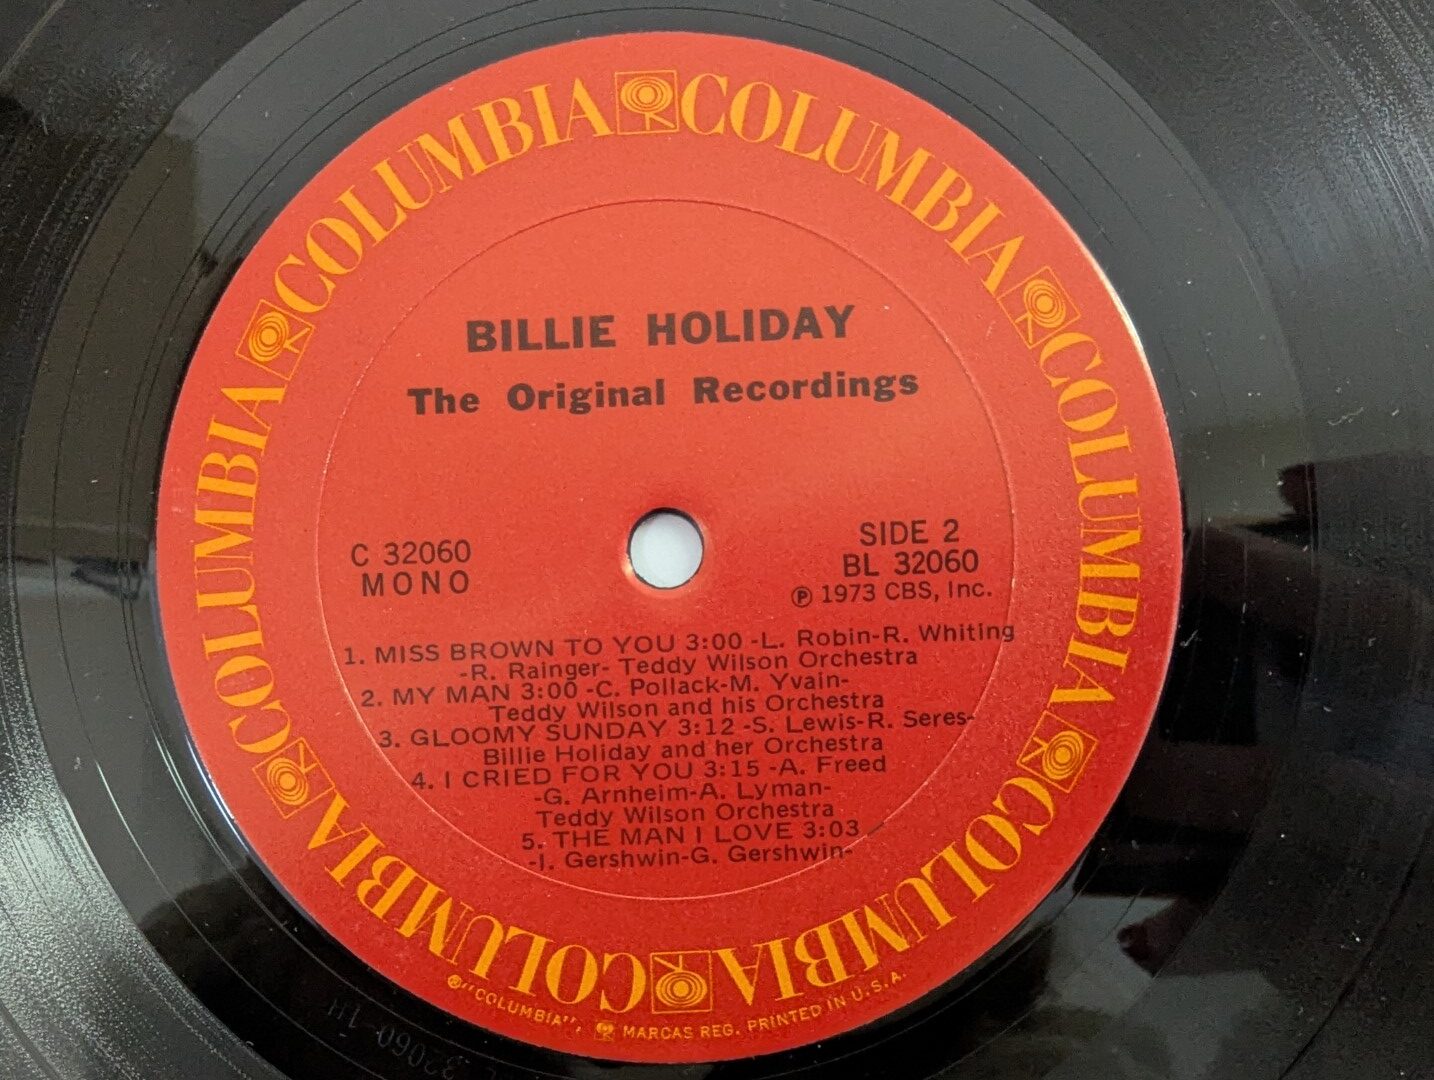 COLUMBIA COLUMBIA COLUMBIA COLUMBIA COLUMBIA COLUMBIA
BILLIE HOLIDAY
The Original Recordings
C 32060
MONO
SIDE 2
BL 32060
℗ 1973 CBS, Inc.
1. MISS BROWN TO YOU 3:00 -L. Robin-R. Whiting
-R. Rainger- Teddy Wilson Orchestra
2. MY MAN 3:00 -C. Pollack-M. Yvain-
Teddy Wilson and his Orchestra
3. GLOOMY SUNDAY 3:12 -S. Lewis-R. Seres-
Billie Holiday and her Orchestra
4. I CRIED FOR YOU 3:15 -A. Freed
-G. Arnheim-A. Lyman-
Teddy Wilson Orchestra
5. THE MAN I LOVE 3:03
-I. Gershwin-G. Gershwin-
COLUMBIA COLUMBIA
®"COLUMBIA", MARCAS REG. PRINTED IN U.S.A.
32060-1H